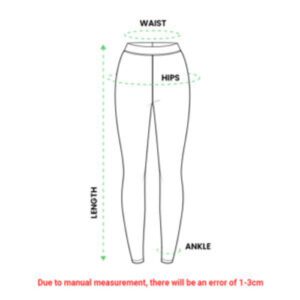 WAIST
HIPS
LENGTH
ANKLE
Due to manual measurement, there will be an error of 1-3cm